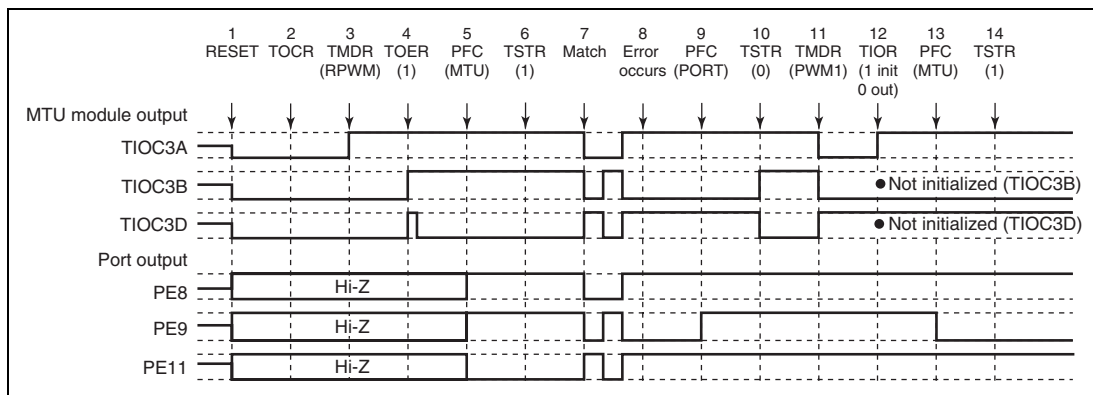 1 2 3 4 5 6 7 8 9 10 11 12 13 14
RESET TOCR TMDR TOER PFC TSTR Match Error PFC TSTR TMDR TIOR PFC TSTR
(RPWM) (1) (MTU) (1) occurs (PORT) (0) (PWM1) (1 init (MTU) (1)
0 out)
MTU module output
TIOC3A
TIOC3B
• Not initialized (TIOC3B)
TIOC3D
• Not initialized (TIOC3D)
Port output
PE8
Hi-Z
PE9
Hi-Z
PE11
Hi-Z